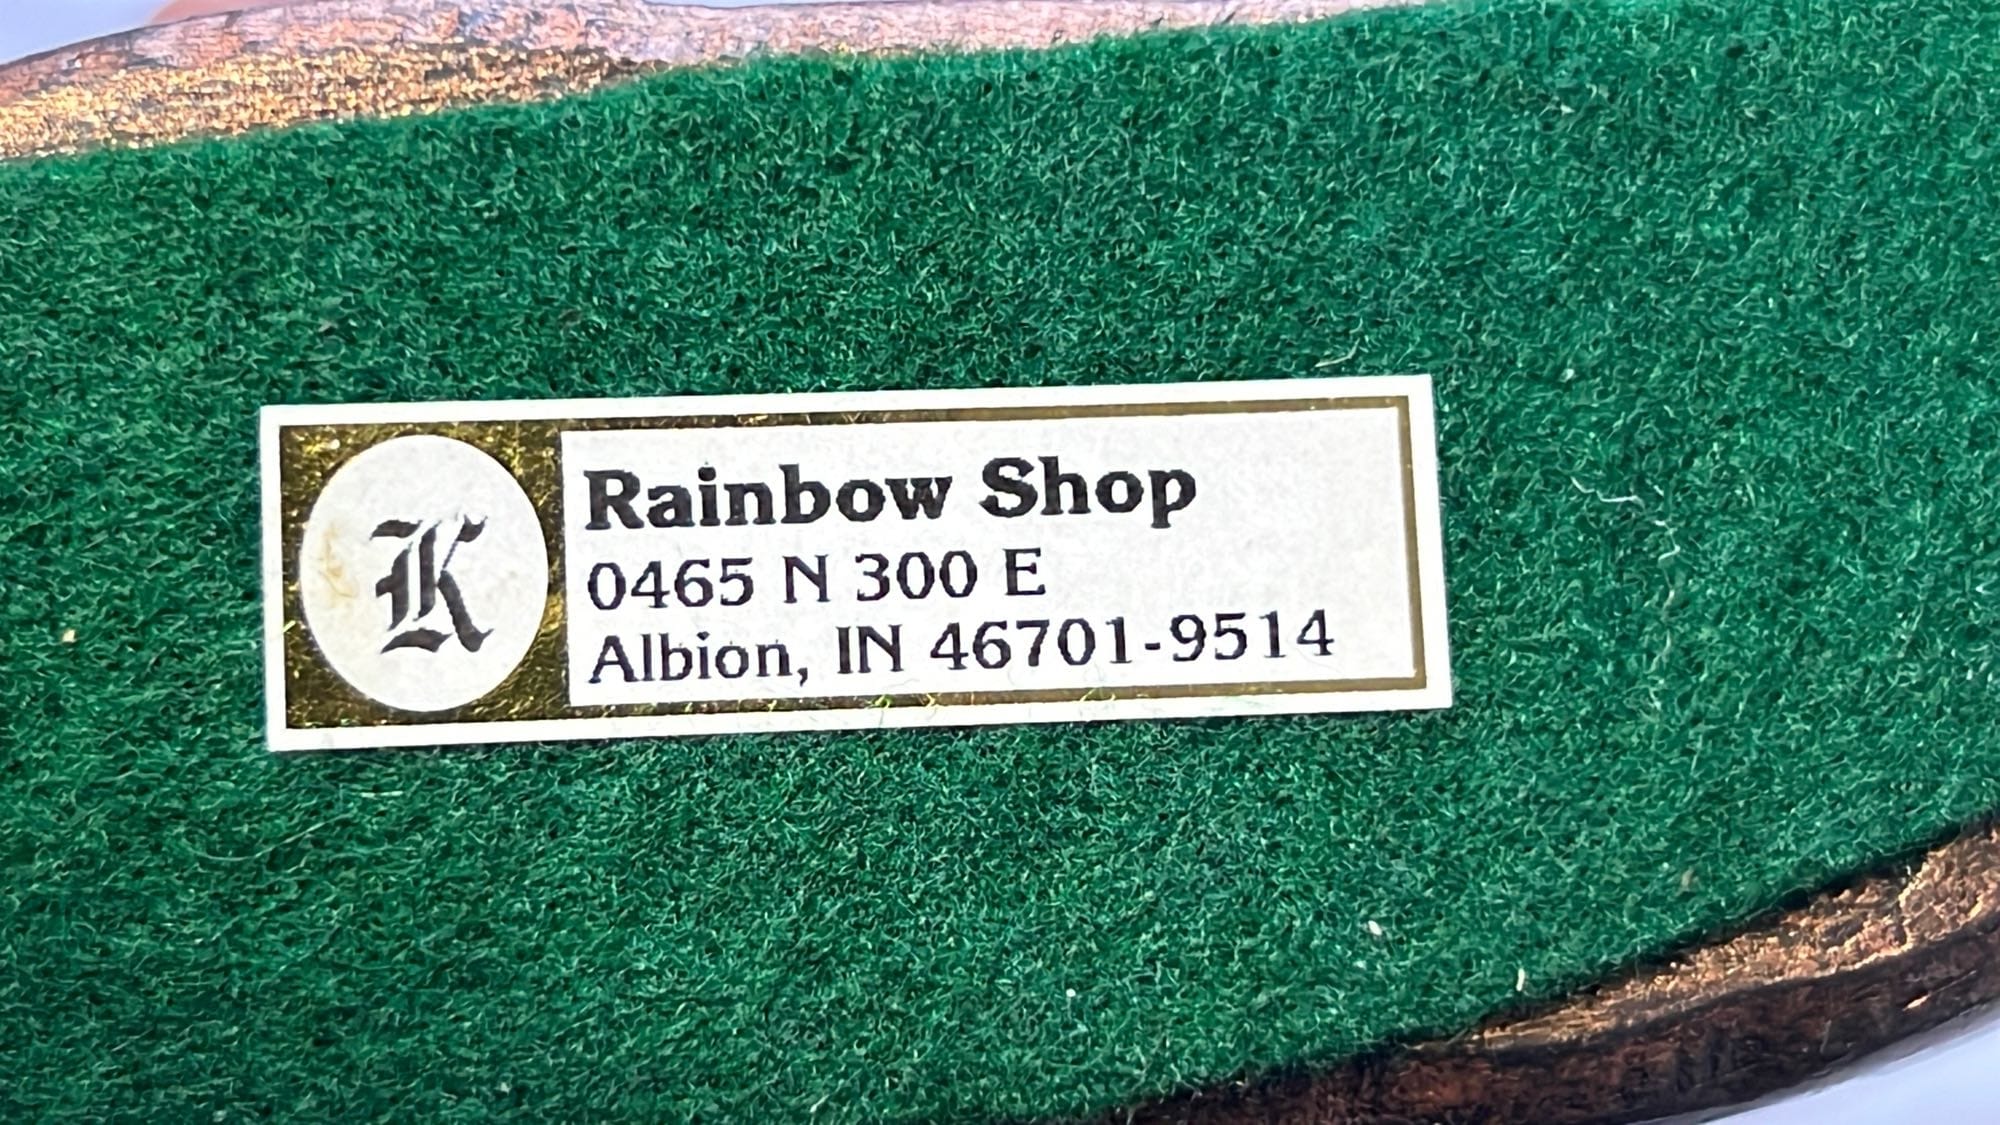 K
Rainbow Shop
0465 N 300 E
Albion, IN 46701-9514